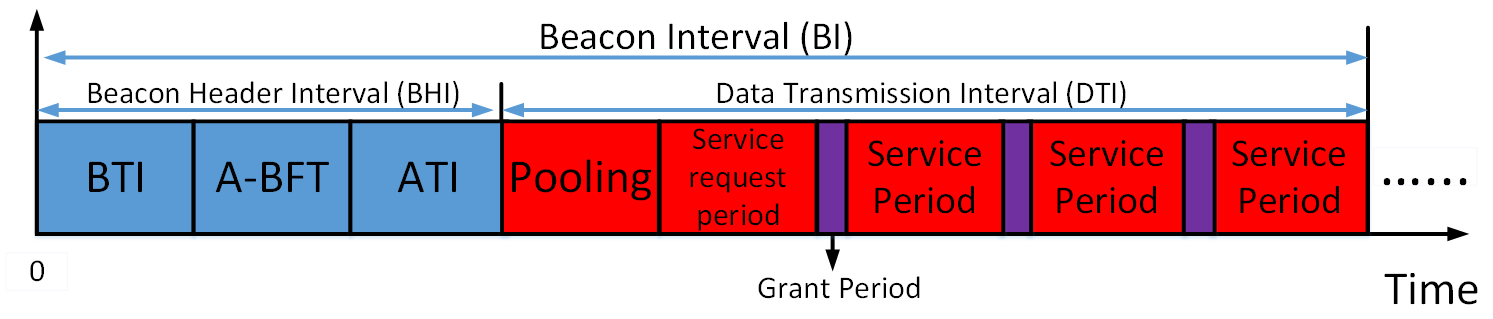 Beacon Interval (BI)
Beacon Header Interval (BHI)
Data Transmission Interval (DTI)
BTI
A-BFT
ATI
Pooling
Service
request
period
Service
Period
Service
Period
Service
Period
......
0
Grant Period
Time